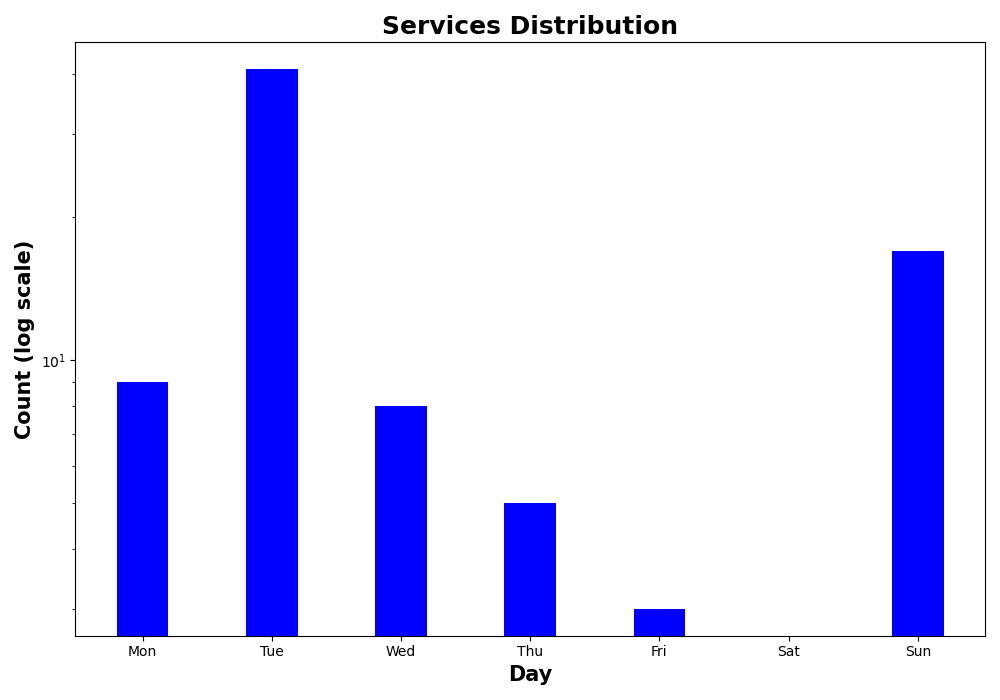 Services Distribution
Count (log scale)
10¹
Mon Tue Wed Thu Fri Sat Sun
Day